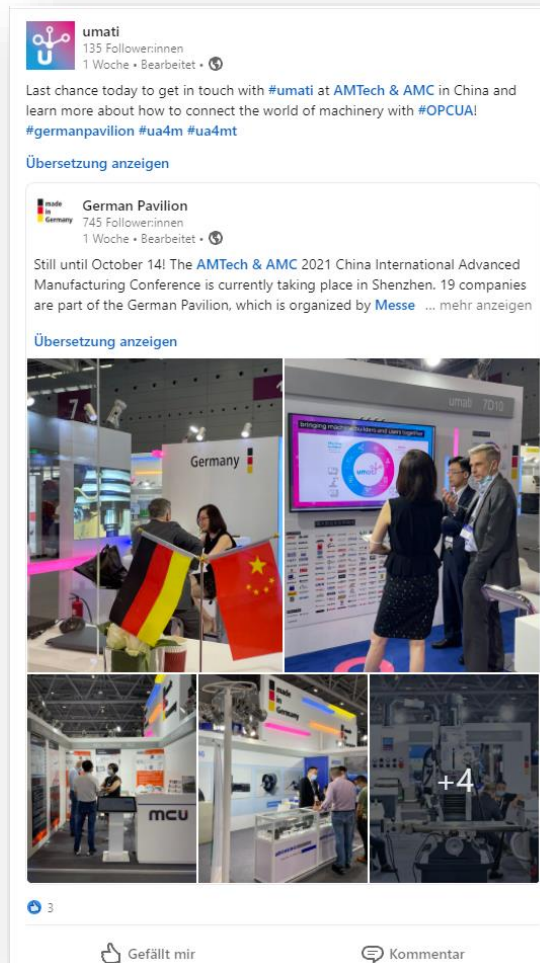 umati
135 Follower:innen
1 Woche • Bearbeitet •
Last chance today to get in touch with #umati at AMTech & AMC in China and
learn more about how to connect the world of machinery with #OPCUA!
#germanpavilion #ua4m #ua4mt
Übersetzung anzeigen
made
in
Germany
German Pavilion
745 Follower:innen
1 Woche • Bearbeitet •
Still until October 14! The AMTech & AMC 2021 China International Advanced
Manufacturing Conference is currently taking place in Shenzhen. 19 companies
are part of the German Pavilion, which is organized by Messe ... mehr anzeigen
Übersetzung anzeigen
7
Germany
umati 7D10
bringing machine builders and users together
umati
made
in
Germany
mcu
+4
3
Gefällt mir
Kommentar